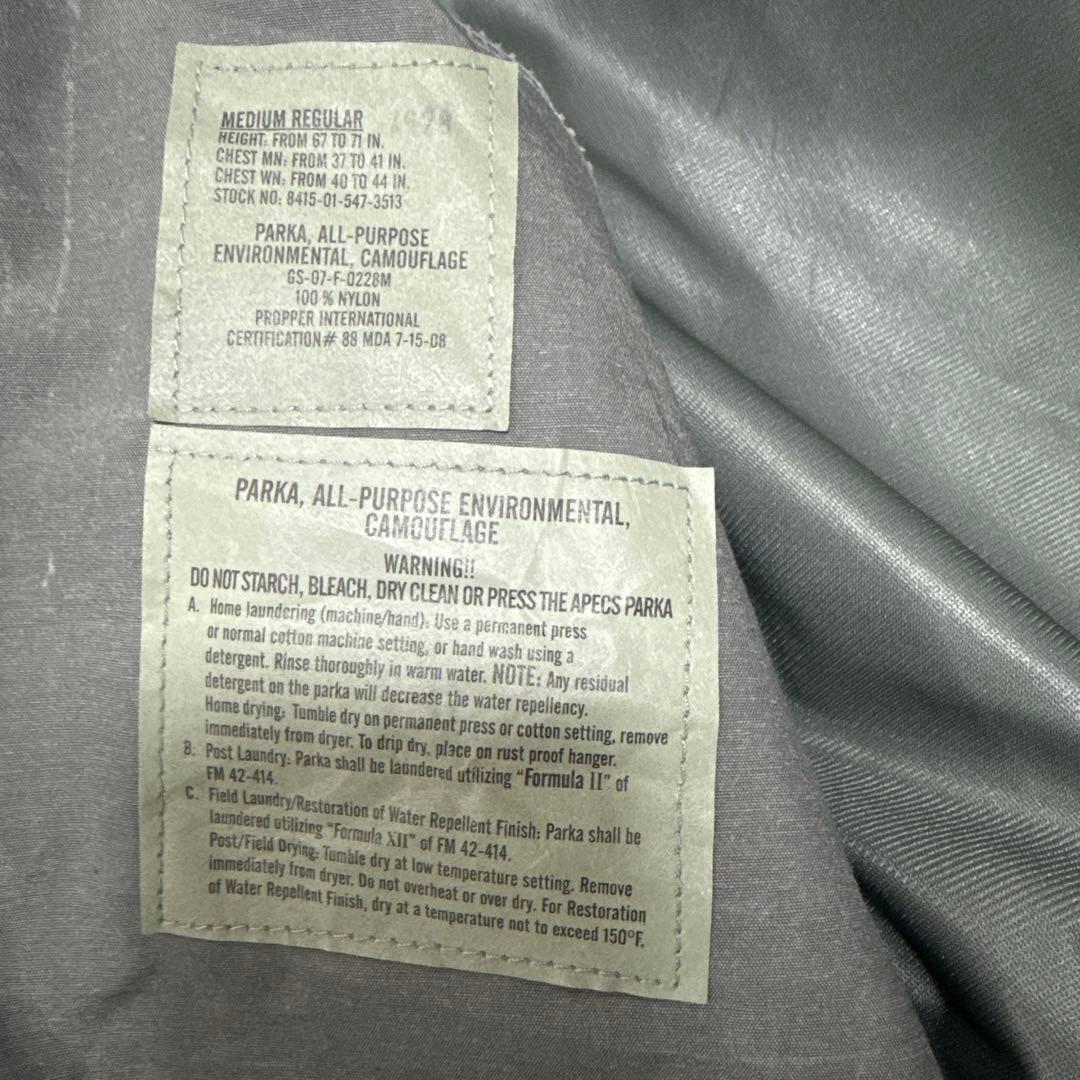 MEDIUM REGULAR
HEIGHT: FROM 67 TO 71 IN.
CHEST MN: FROM 37 TO 41 IN.
CHEST WN: FROM 40 TO 44 IN.
STOCK NO: 8415-01-547-3513
PARKA, ALL-PURPOSE
ENVIRONMENTAL, CAMOUFLAGE
GS-07-F-0228M
100 % NYLON
PROPPER INTERNATIONAL
CERTIFICATION# 88 MDA 7-15-08
PARKA, ALL-PURPOSE ENVIRONMENTAL,
CAMOUFLAGE
WARNING!!
DO NOT STARCH, BLEACH, DRY CLEAN OR PRESS THE APECS PARKA
A. Home laundering (machine/hand): Use a permanent press
or normal cotton machine setting, or hand wash using a
detergent. Rinse thoroughly in warm water. NOTE: Any residual
detergent on the parka will decrease the water repellency.
Home drying: Tumble dry on permanent press or cotton setting, remove
immediately from dryer. To drip dry, place on rust proof hanger.
B. Post Laundry: Parka shall be laundered utilizing "Formula II" of
FM 42-414.
C. Field Laundry/Restoration of Water Repellent Finish: Parka shall be
laundered utilizing "Formula XII" of FM 42-414.
Post/Field Drying: Tumble dry at low temperature setting. Remove
immediately from dryer. Do not overheat or over dry. For Restoration
of Water Repellent Finish, dry at a temperature not to exceed 150°F.